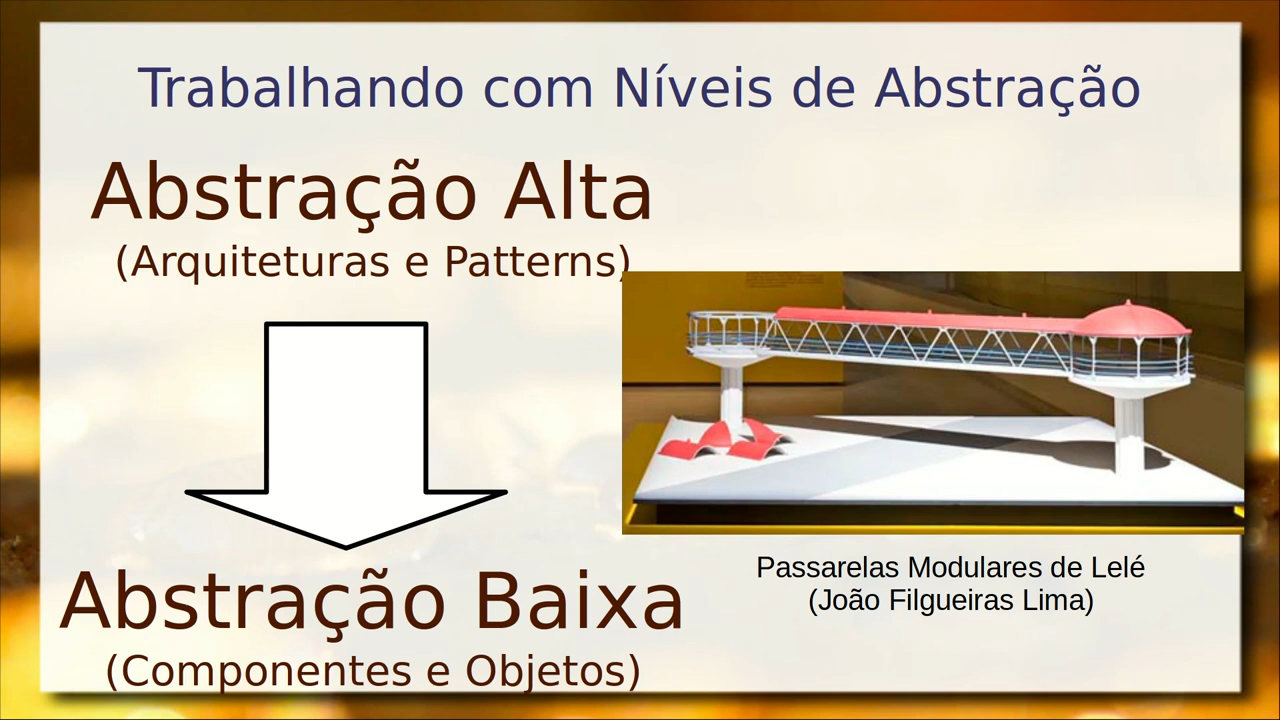 Trabalhando com Níveis de Abstração
Abstração Alta
(Arquiteturas e Patterns)
Abstração Baixa
(Componentes e Objetos)
Passarelas Modulares de Lelé
(João Filgueiras Lima)